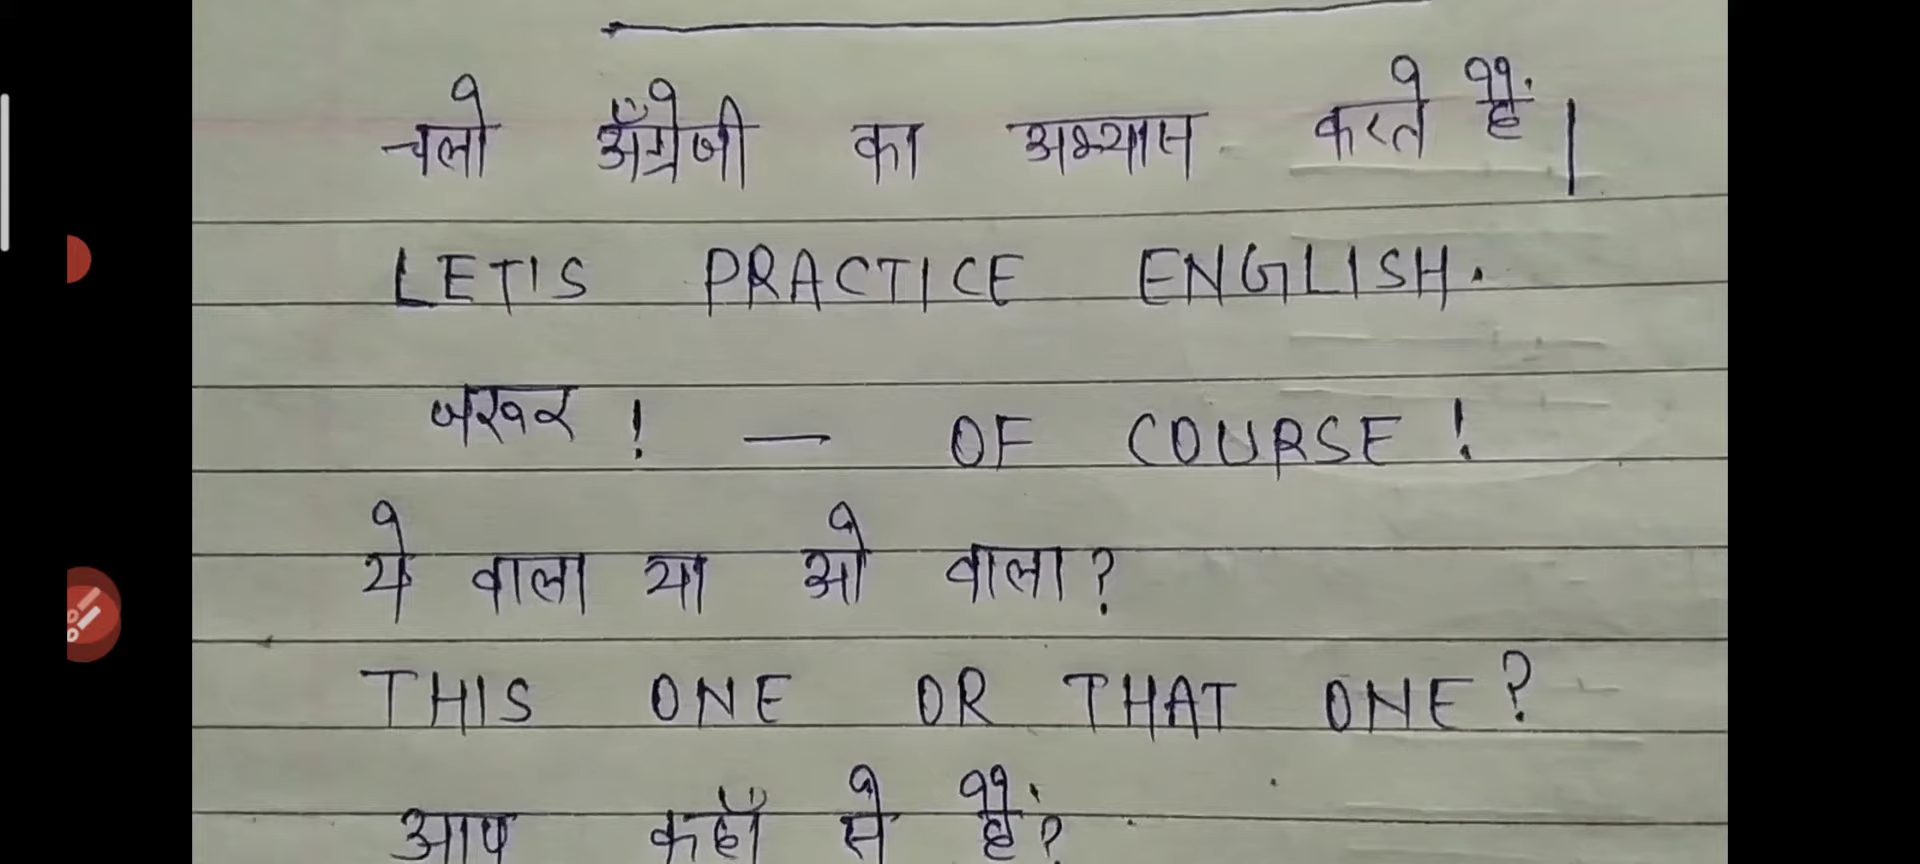 चलो अँग्रेजी का अभ्यास करते हैं।
LET'S PRACTICE ENGLISH.
जरुर ! — OF COURSE !
ये वाला या ओ वाला ?
THIS ONE OR THAT ONE ?
आप कहाँ से हैं ?